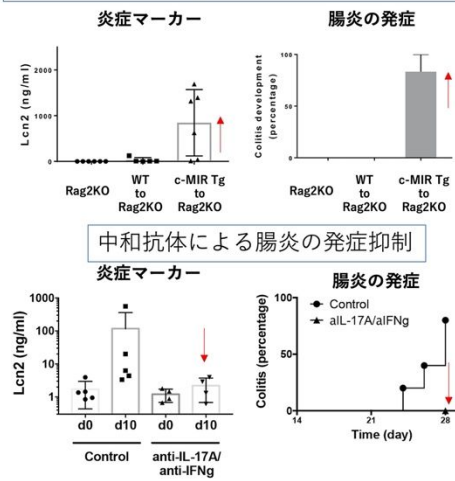 炎症マーカー
腸炎の発症
Lcn2 (ng/ml)
2000
1000
0
Rag2KO
WT
to
Rag2KO
c-MIR Tg
to
Rag2KO
Colitis development
(percentage)
100
50
0
Rag2KO
WT
to
Rag2KO
c-MIR Tg
to
Rag2KO
中和抗体による腸炎の発症抑制
炎症マーカー
腸炎の発症
Lcn2 (ng/ml)
1000
100
10
1
d0
d10
d0
d10
Control
anti-IL-17A/
anti-IFNg
Colitis (percentage)
100
50
0
Control
aIL-17A/aIFNg
14
21
28
Time (day)